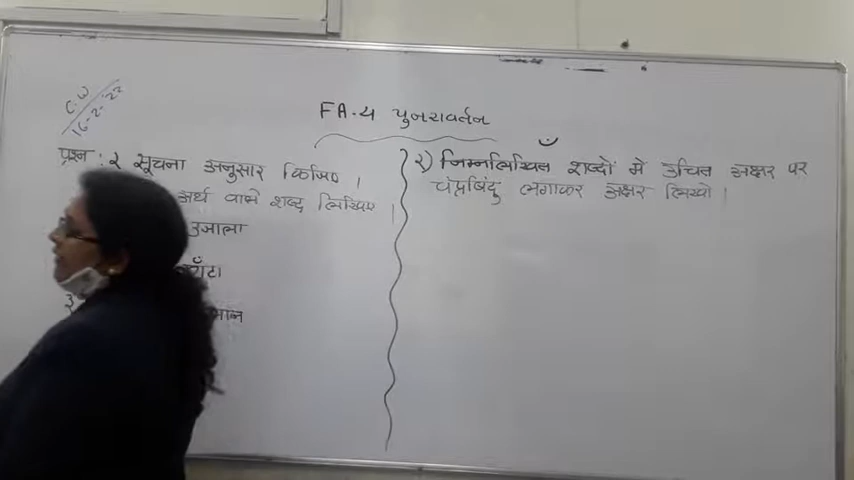 C.W
16-2-22
FA-4 पुनरावर्तन
प्रश्न : २ सूचना अनुसार किजिए ।
अर्थ वाले शब्द लिखिए ।
उजाला
काँटा
३
२) निम्नलिखित शब्दों मे उचित अक्षर पर
चंद्रबिंदु लगाकर अक्षर लिखो ।